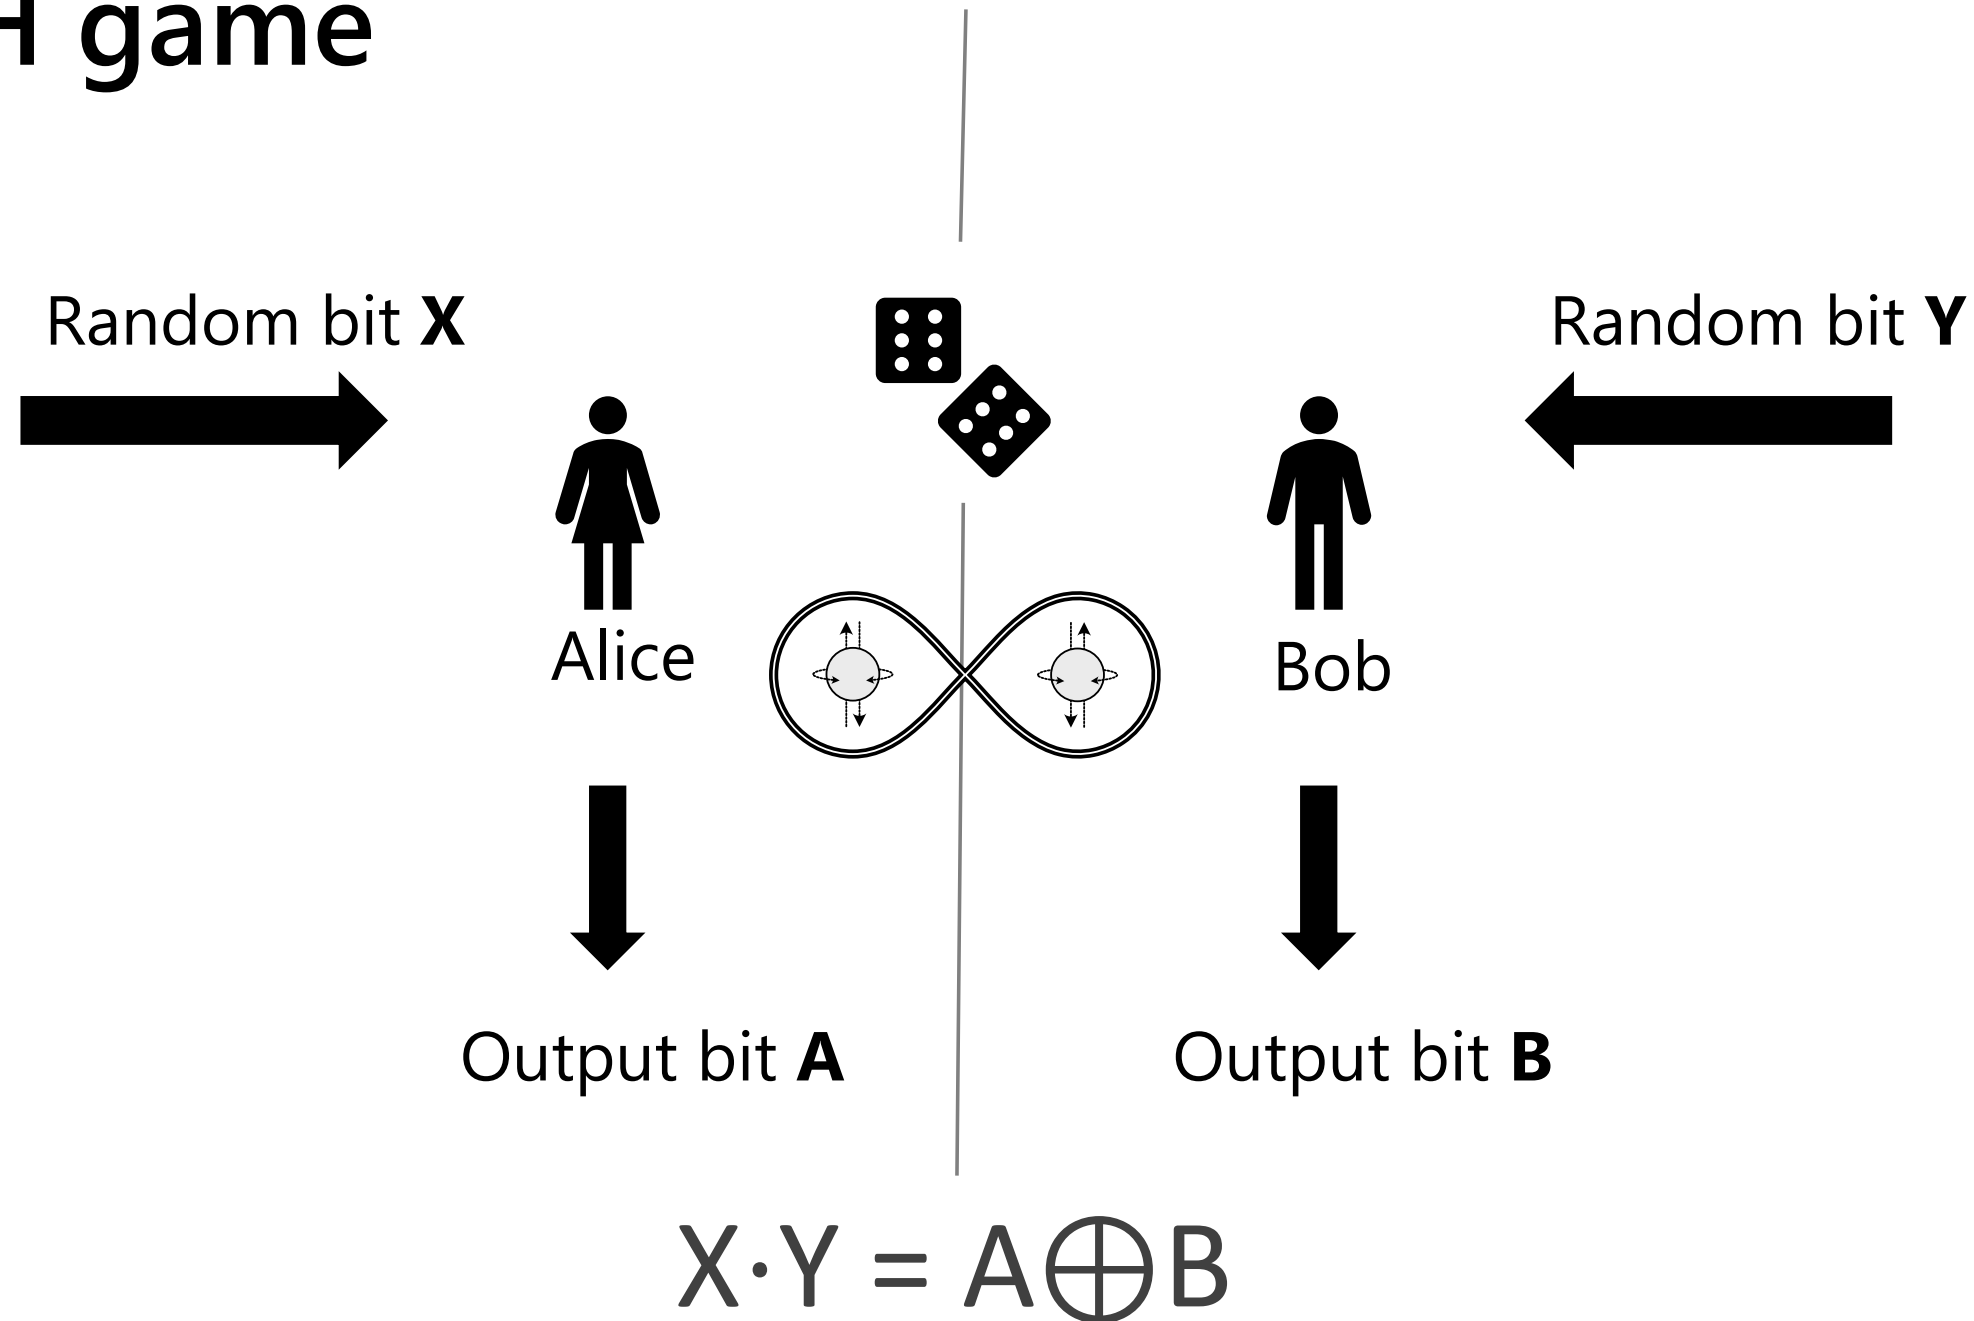 H game
Random bit X
Random bit Y
Alice
Bob
Output bit A
Output bit B
X·Y = A⊕B